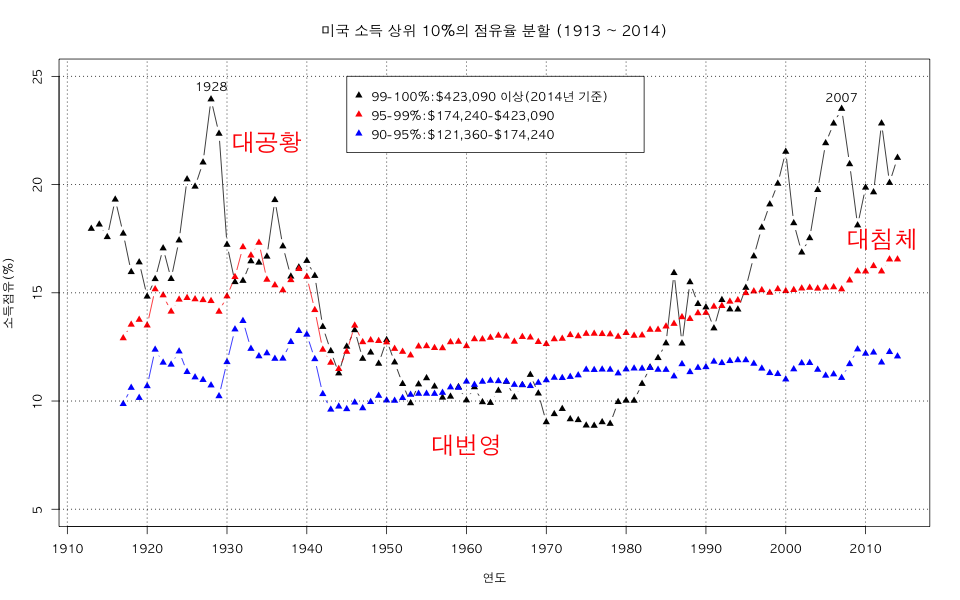 미국 소득 상위 10%의 점유율 분할 (1913 ~ 2014)
99-100%:$423,090 이상(2014년 기준)
95-99%:$174,240-$423,090
90-95%:$121,360-$174,240
1928
2007
대공황
대침체
대번영
소득점유(%)
25
20
15
10
5
1910 1920 1930 1940 1950 1960 1970 1980 1990 2000 2010
연도